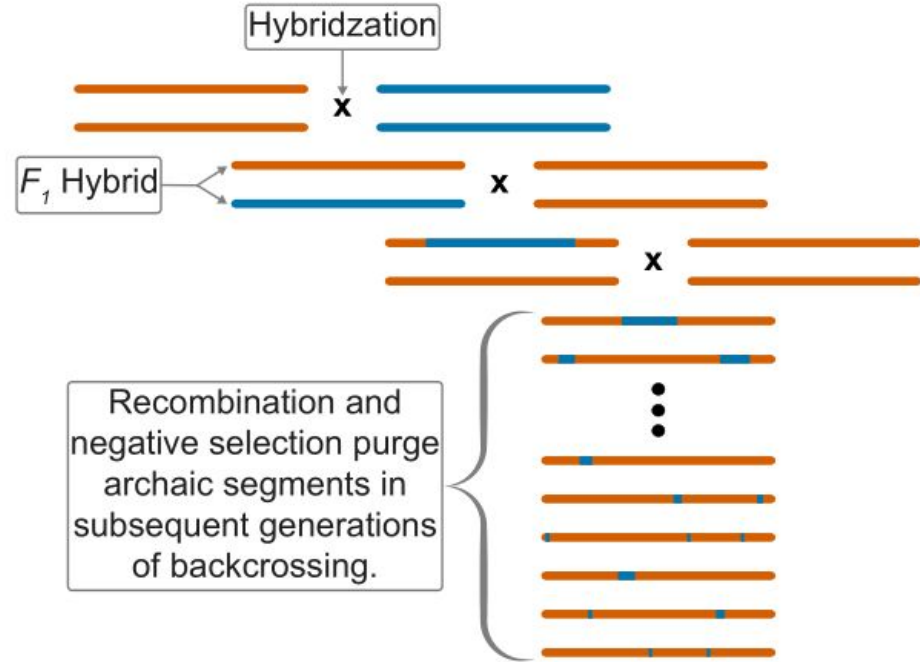 Hybridzation
x
F1 Hybrid
x
x
Recombination and
negative selection purge
archaic segments in
subsequent generations
of backcrossing.